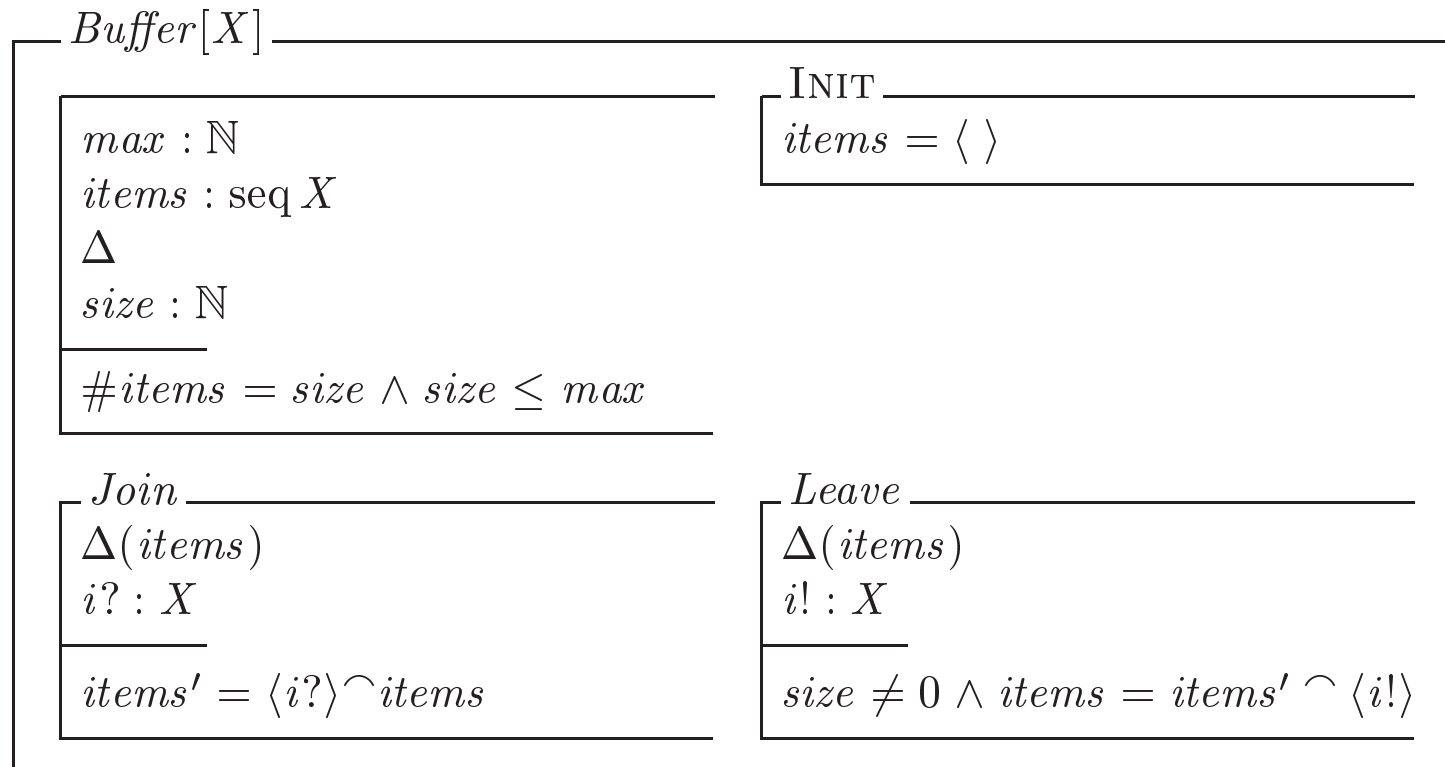 Buffer[X]
max : ℕ
items : seq X
Δ
size : ℕ
#items = size ∧ size ≤ max
INIT
items = ⟨ ⟩
Join
Δ(items)
i? : X
items′ = ⟨i?⟩⌢items
Leave
Δ(items)
i! : X
size ≠ 0 ∧ items = items′ ⌢ ⟨i!⟩